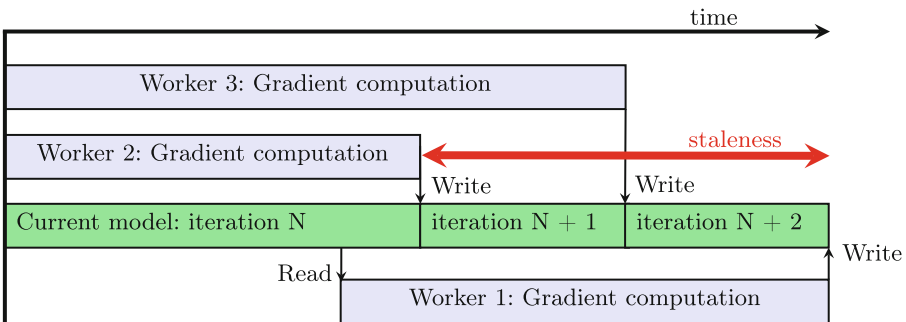 time
Worker 3: Gradient computation
Worker 2: Gradient computation
staleness
Write
Write
Current model: iteration N
iteration N + 1
iteration N + 2
Write
Read
Worker 1: Gradient computation